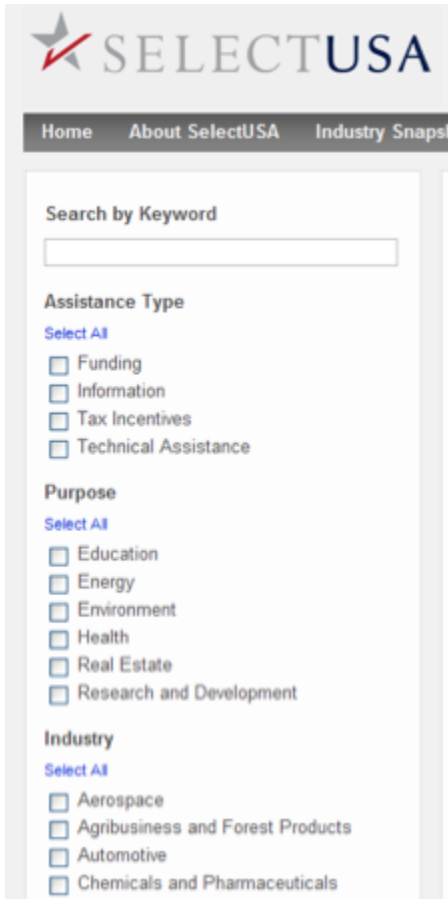 SELECTUSA
Home About SelectUSA Industry Snaps
Search by Keyword
Assistance Type
Select All
Funding
Information
Tax Incentives
Technical Assistance
Purpose
Select All
Education
Energy
Environment
Health
Real Estate
Research and Development
Industry
Select All
Aerospace
Agribusiness and Forest Products
Automotive
Chemicals and Pharmaceuticals